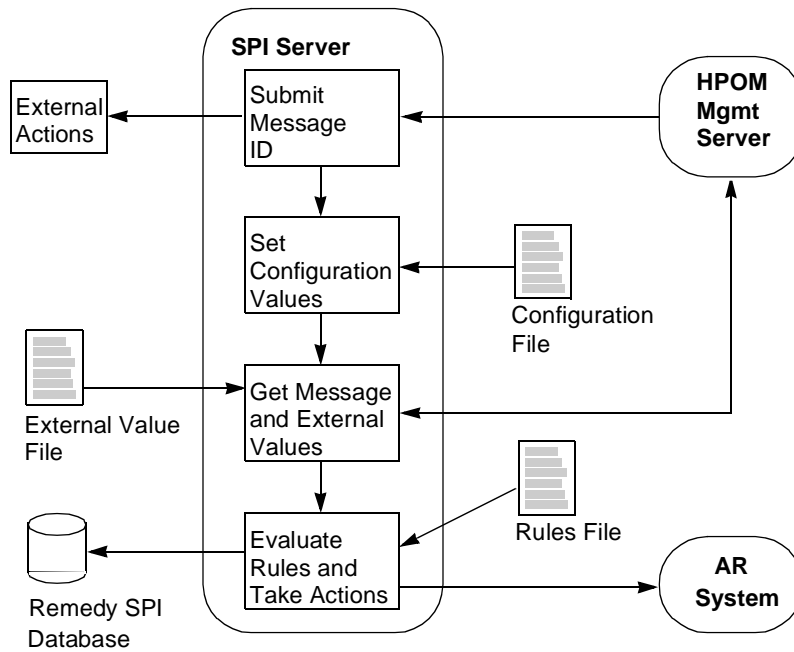 SPI Server
External
Actions
Submit
Message
ID
HPOM
Mgmt
Server
Set
Configuration
Values
Configuration
File
External Value
File
Get Message
and External
Values
Rules File
Evaluate
Rules and
Take Actions
Remedy SPI
Database
AR
System